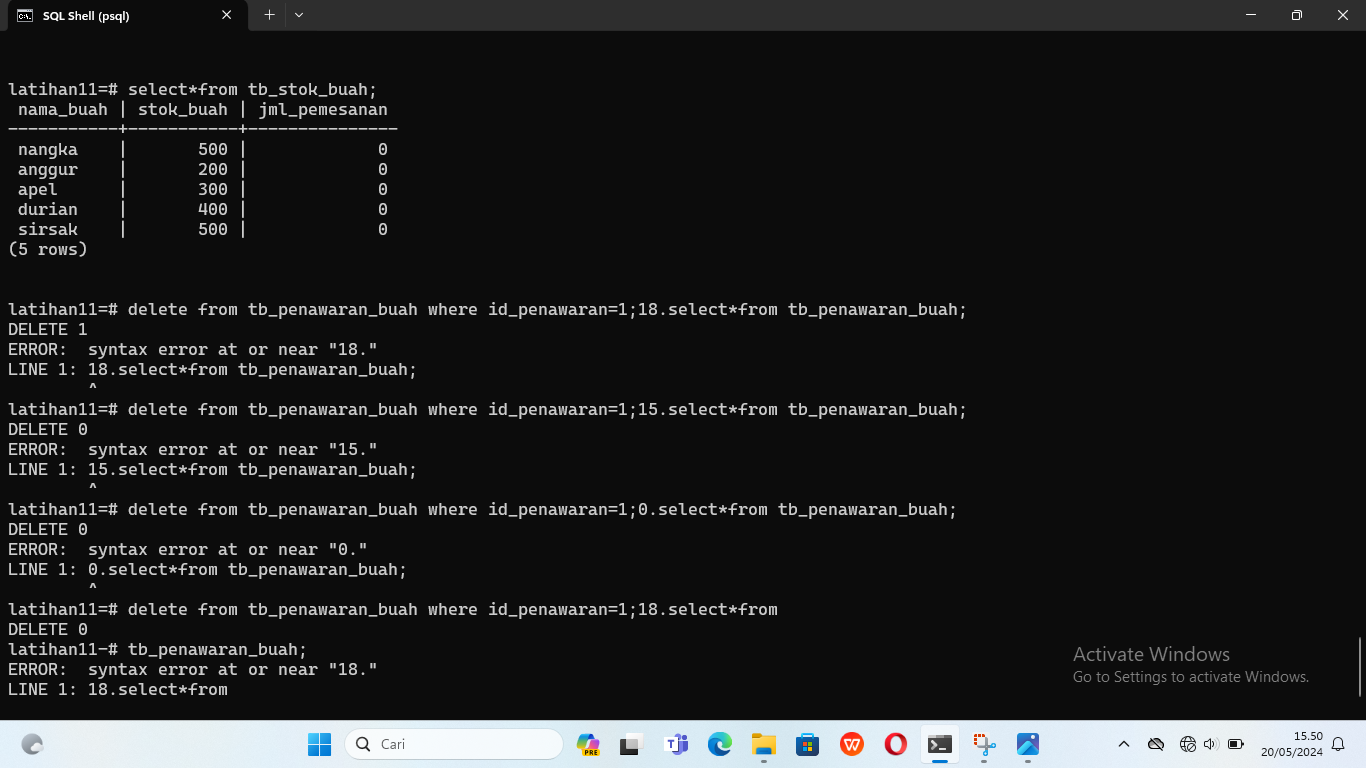 SQL Shell (psql)
latihan11=# select*from tb_stok_buah;
 nama_buah | stok_buah | jml_pemesanan
-----------+-----------+---------------
 nangka    |       500 |             0
 anggur    |       200 |             0
 apel      |       300 |             0
 durian    |       400 |             0
 sirsak    |       500 |             0
(5 rows)
latihan11=# delete from tb_penawaran_buah where id_penawaran=1;18.select*from tb_penawaran_buah;
DELETE 1
ERROR:  syntax error at or near "18."
LINE 1: 18.select*from tb_penawaran_buah;
        ^
latihan11=# delete from tb_penawaran_buah where id_penawaran=1;15.select*from tb_penawaran_buah;
DELETE 0
ERROR:  syntax error at or near "15."
LINE 1: 15.select*from tb_penawaran_buah;
        ^
latihan11=# delete from tb_penawaran_buah where id_penawaran=1;0.select*from tb_penawaran_buah;
DELETE 0
ERROR:  syntax error at or near "0."
LINE 1: 0.select*from tb_penawaran_buah;
        ^
latihan11=# delete from tb_penawaran_buah where id_penawaran=1;18.select*from
DELETE 0
latihan11-# tb_penawaran_buah;
ERROR:  syntax error at or near "18."
LINE 1: 18.select*from
Activate Windows
Go to Settings to activate Windows.
Cari
PRE
15.50
20/05/2024